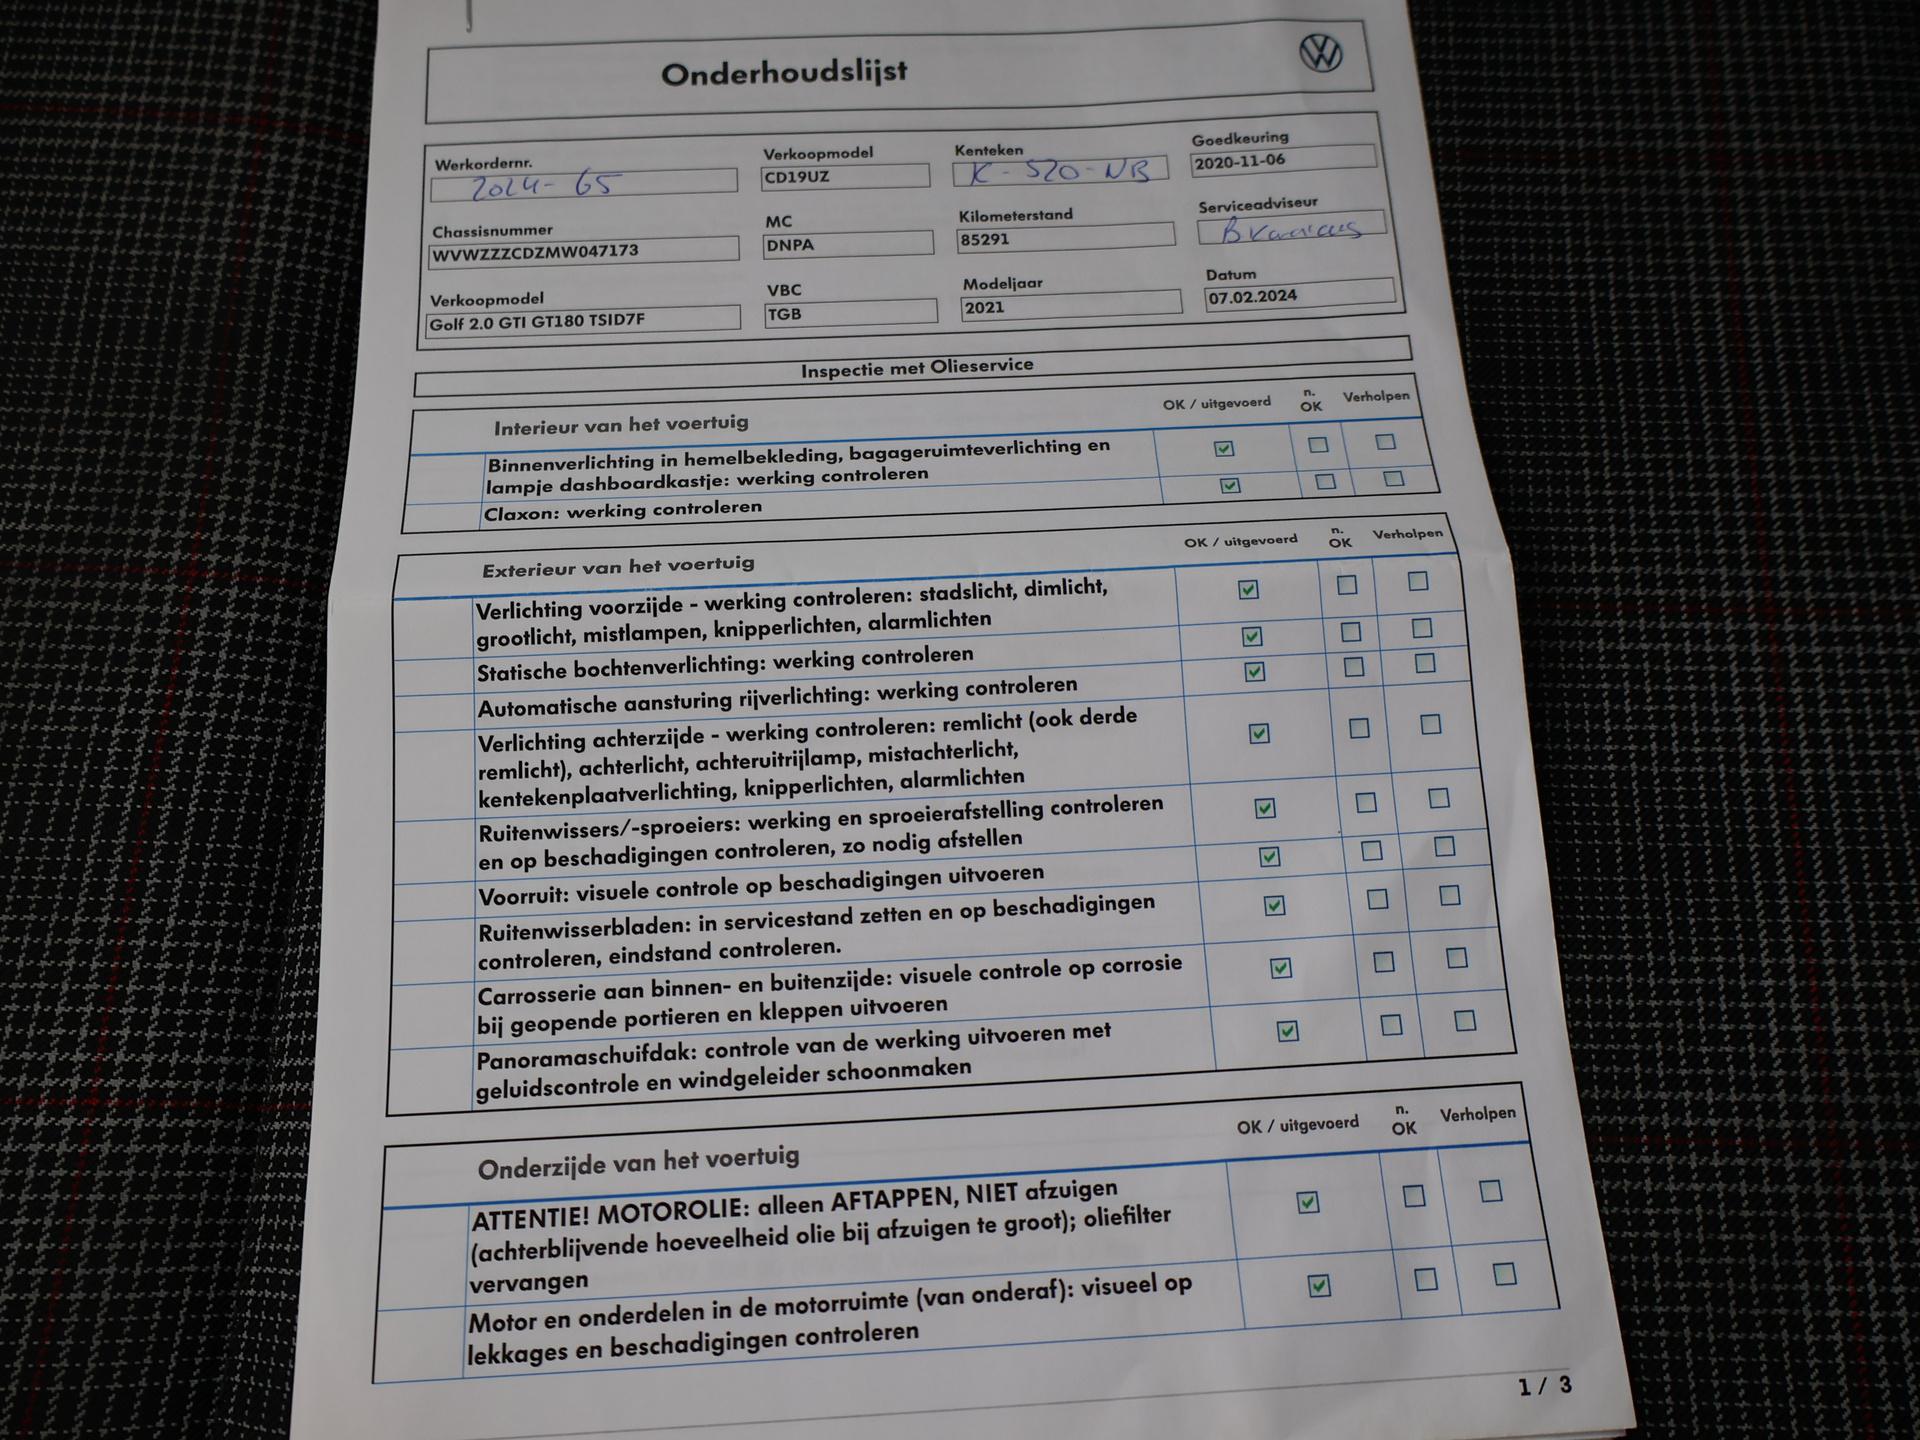 Onderhoudslijst
Werkordernr.
2024-65
Verkoopmodel
CD19UZ
Kenteken
K-520-NB
Goedkeuring
2020-11-06
Chassisnummer
WVWZZZCDZMW047173
MC
DNPA
Kilometerstand
85291
Serviceadviseur
Verkoopmodel
Golf 2.0 GTI GT180 TSID7F
VBC
TGB
Modeljaar
2021
Datum
07.02.2024
Inspectie met Olieservice
Interieur van het voertuig
OK / uitgevoerd
n.
OK
Verholpen
Binnenverlichting in hemelbekleding, bagageruimteverlichting en
lampje dashboardkastje: werking controleren
Claxon: werking controleren
Exterieur van het voertuig
OK / uitgevoerd
n.
OK
Verholpen
Verlichting voorzijde - werking controleren: stadslicht, dimlicht,
grootlicht, mistlampen, knipperlichten, alarmlichten
Statische bochtenverlichting: werking controleren
Automatische aansturing rijverlichting: werking controleren
Verlichting achterzijde - werking controleren: remlicht (ook derde
remlicht), achterlicht, achteruitrijlamp, mistachterlicht,
kentekenplaatverlichting, knipperlichten, alarmlichten
Ruitenwissers/-sproeiers: werking en sproeierafstelling controleren
en op beschadigingen controleren, zo nodig afstellen
Voorruit: visuele controle op beschadigingen uitvoeren
Ruitenwisserbladen: in servicestand zetten en op beschadigingen
controleren, eindstand controleren.
Carrosserie aan binnen- en buitenzijde: visuele controle op corrosie
bij geopende portieren en kleppen uitvoeren
Panoramaschuifdak: controle van de werking uitvoeren met
geluidscontrole en windgeleider schoonmaken
Onderzijde van het voertuig
OK / uitgevoerd
n.
OK
Verholpen
ATTENTIE! MOTOROLIE: alleen AFTAPPEN, NIET afzuigen
(achterblijvende hoeveelheid olie bij afzuigen te groot); oliefilter
vervangen
Motor en onderdelen in de motorruimte (van onderaf): visueel op
lekkages en beschadigingen controleren
1 / 3